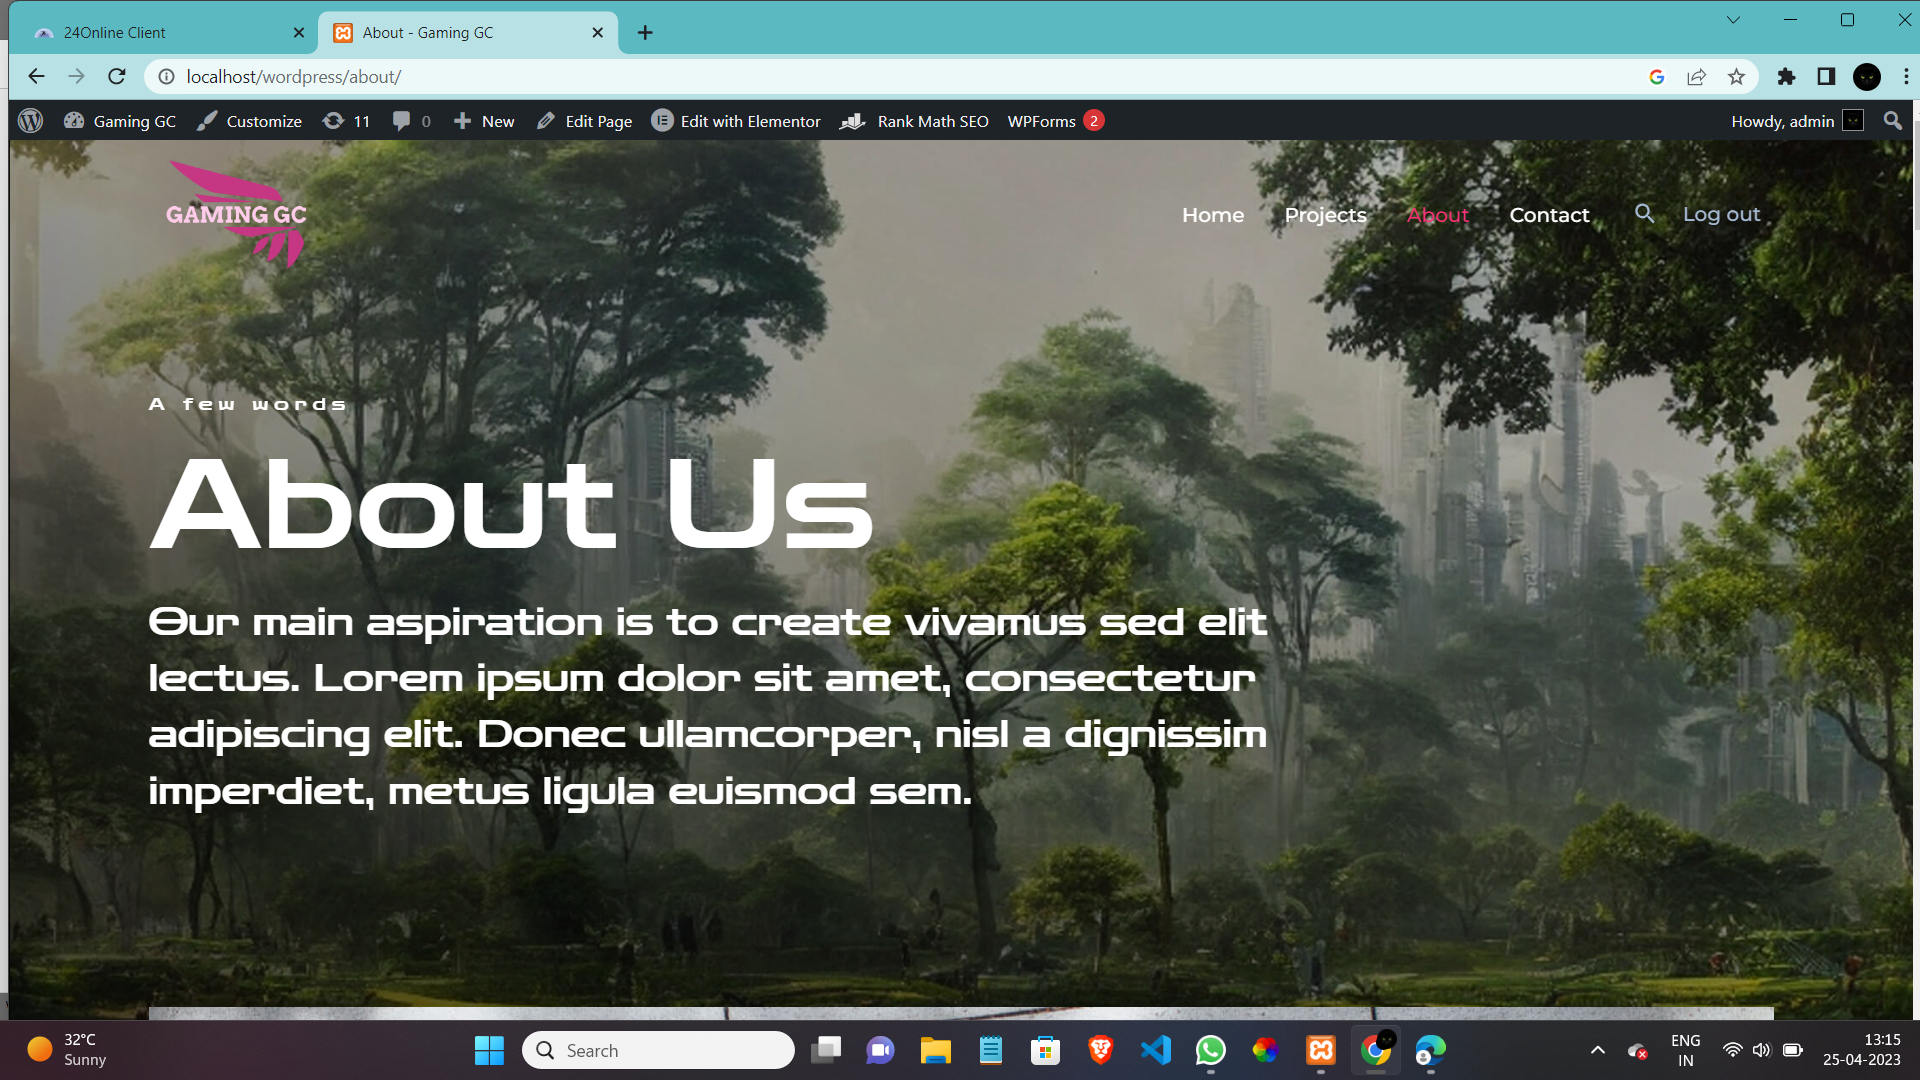 24Online Client
About - Gaming GC
localhost/wordpress/about/
Gaming GC
Customize
11
0
New
Edit Page
Edit with Elementor
Rank Math SEO
WPForms 2
Howdy, admin
GAMING GC
Home
Projects
About
Contact
Log out
A few words
About Us
Our main aspiration is to create vivamus sed elit
lectus. Lorem ipsum dolor sit amet, consectetur
adipiscing elit. Donec ullamcorper, nisl a dignissim
imperdiet, metus ligula euismod sem.
32°C
Sunny
Search
ENG
IN
13:15
25-04-2023